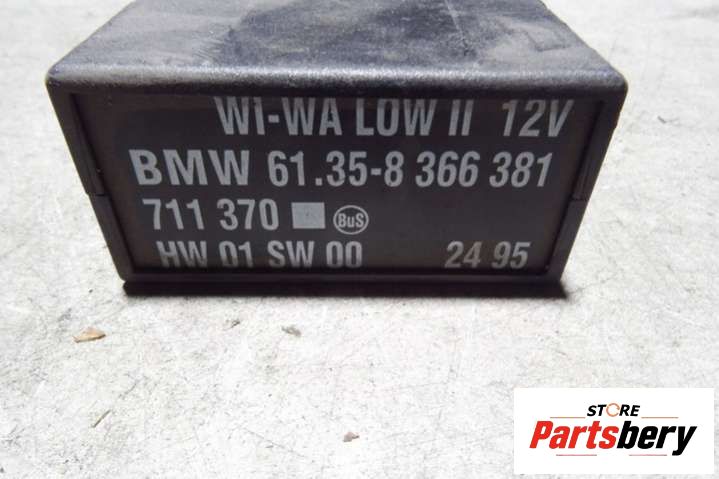 WI-WA LOW II 12V
BMW 61.35-8 366 381
711 370 BuS
HW 01 SW 00 24 95
STORE
Partsbery